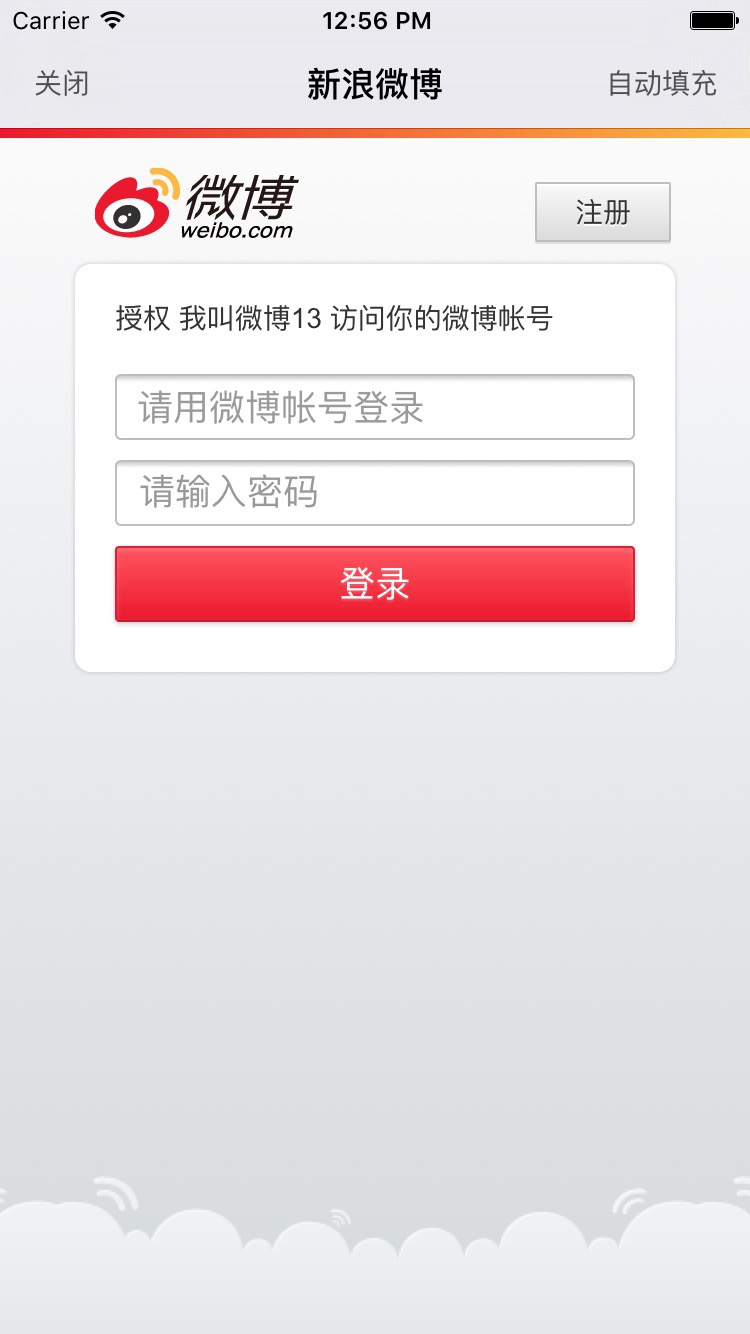 Carrier 12:56 PM
关闭 新浪微博 自动填充
微博
weibo.com
注册
授权 我叫微博13 访问你的微博帐号
请用微博帐号登录
请输入密码
登录